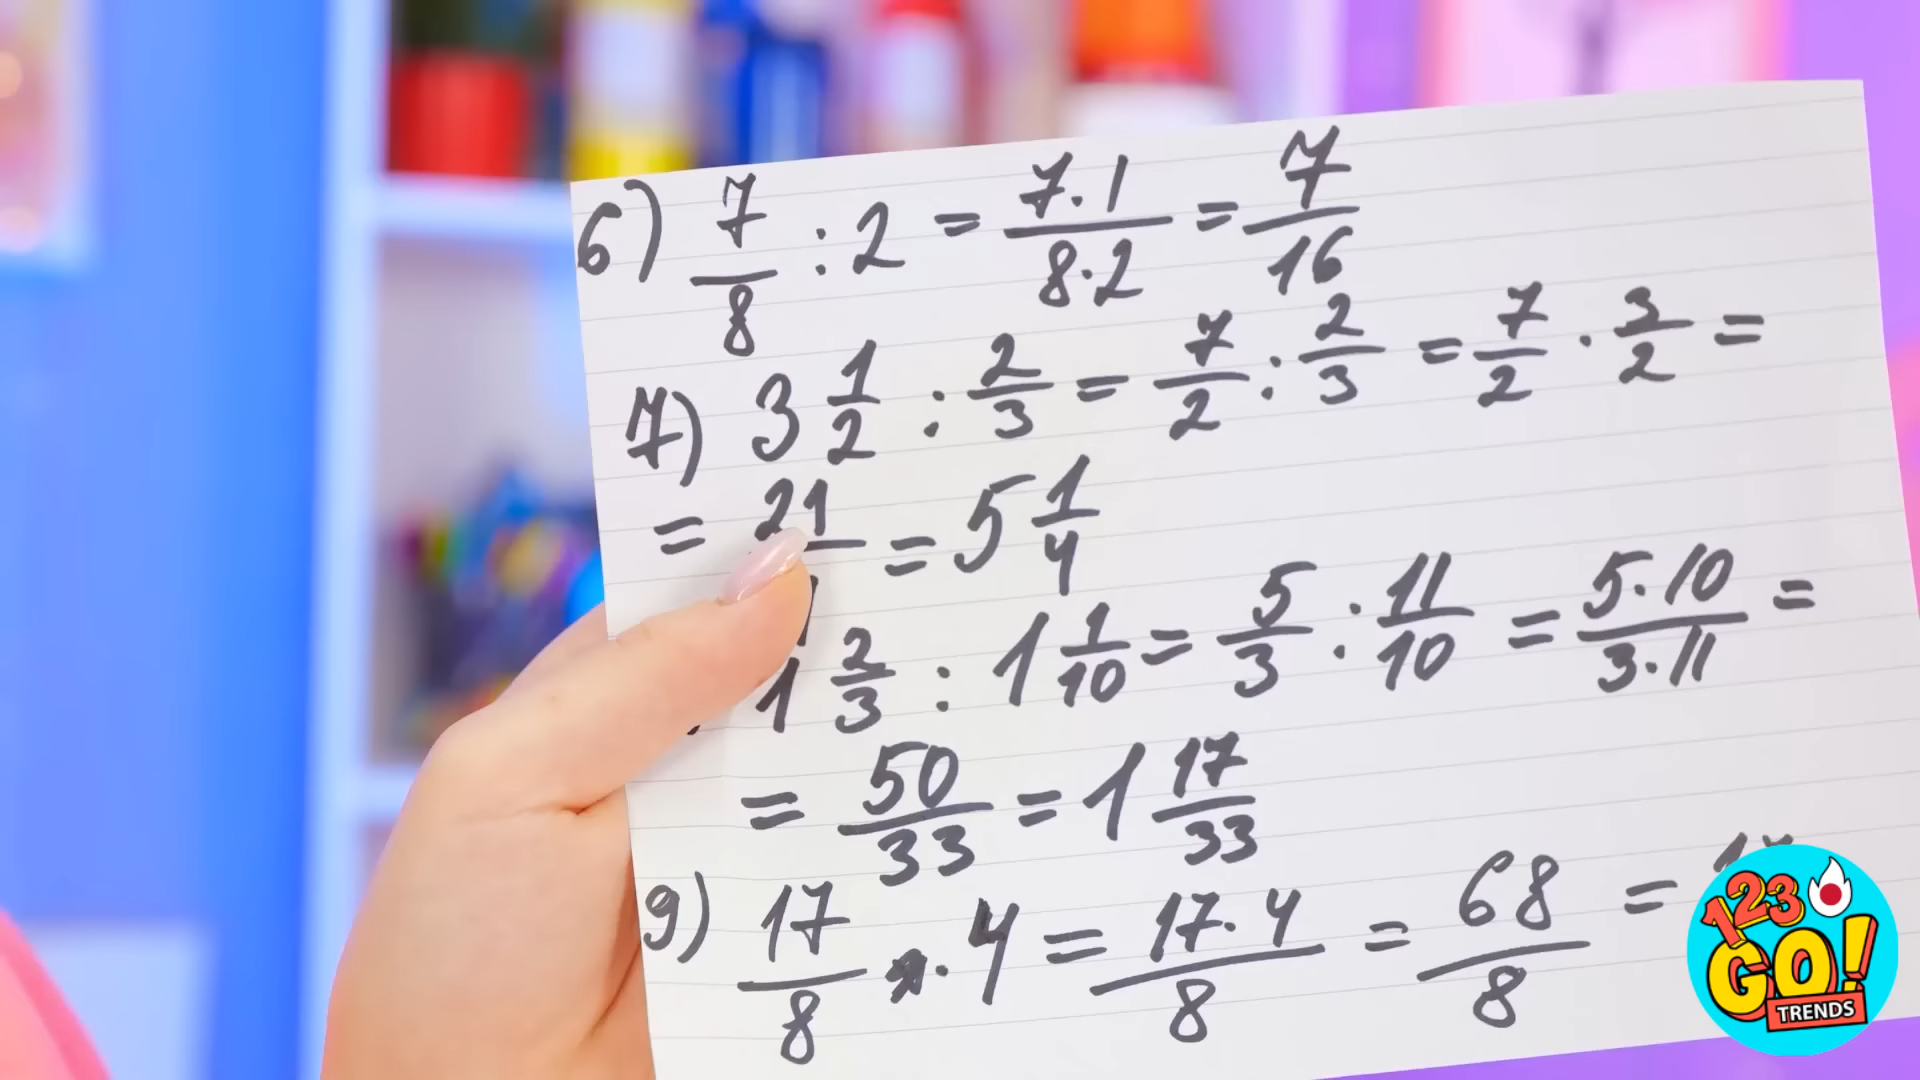 6) 7/8 : 2 = 7·1/8·2 = 7/16
7) 3 1/2 : 2/3 = 7/2 : 2/3 = 7/2 · 3/2 =
= 21/ = 5 1/4
1 2/3 : 1 1/10 = 5/3 : 11/10 = 5·10/3·11 =
= 50/33 = 1 17/33
9) 17/8 · 4 = 17·4/8 = 68/8 =
123
GO!
TRENDS